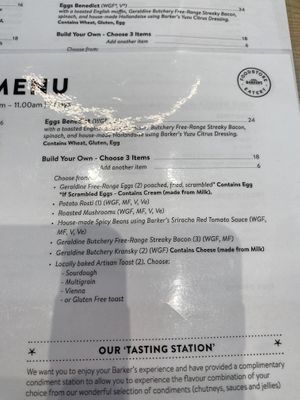 Eggs Benedict (WGF*, V*) 24
with a toasted English muffin, Geraldine Butchery Free-Range Streaky Bacon,
spinach, and house-made Hollandaise using Barker's Yuzu Citrus Dressing.
Contains Wheat, Gluten, Egg
Build Your Own - Choose 3 Items 18
Add another item 6
Choose from:
MENU
FOODSTORE
BARKERS
EATERY
– 11.00am
Eggs Benedict (WGF*, V*) 24
with a toasted English muffin, Geraldine Butchery Free-Range Streaky Bacon,
spinach, and house-made Hollandaise using Barker's Yuzu Citrus Dressing.
Contains Wheat, Gluten, Egg
Build Your Own - Choose 3 Items 18
Add another item 6
Choose from:
• Geraldine Free-Range Eggs (2) poached, fried, scrambled* Contains Egg
*If Scrambled Eggs - Contains Cream (made from Milk).
• Potato Rosti (1) (WGF, MF, V, Ve)
• Roasted Mushrooms (WGF, MF, V, Ve)
• House-made Spicy Beans using Barker's Sriracha Red Tomato Sauce (WGF,
MF, V, Ve)
• Geraldine Butchery Free-Range Streaky Bacon (3) (WGF, MF)
• Geraldine Butchery Kransky (2) (WGF) Contains Cheese (made from Milk)
• Locally baked Artisan Toast (2). Choose:
- Sourdough
- Multigrain
- Vienna
- or Gluten Free toast
OUR 'TASTING STATION'
We want you to enjoy your Barker's experience and have provided a complimentary
condiment station to allow you to experience the flavour combination of your
choice from our wonderful selection of condiments (chutneys, sauces and jellies)